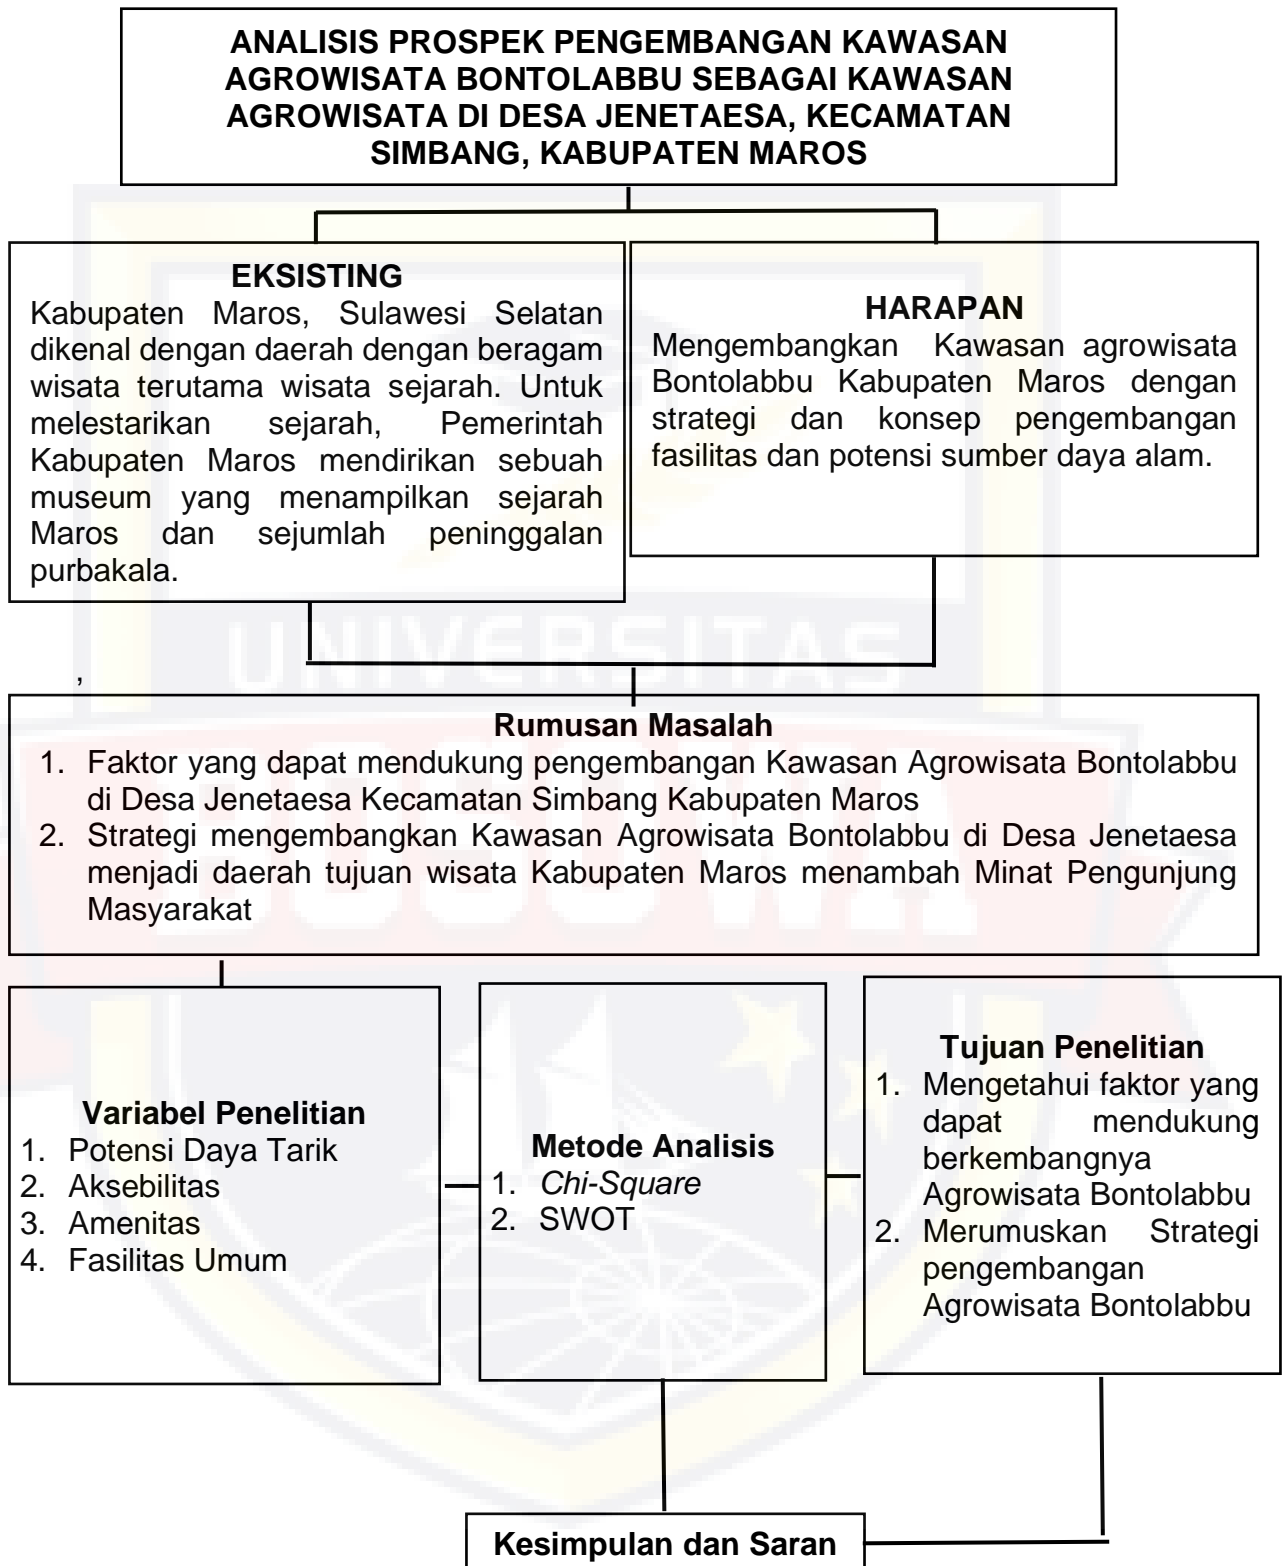 ANALISIS PROSPEK PENGEMBANGAN KAWASAN
AGROWISATA BONTOLABBU SEBAGAI KAWASAN
AGROWISATA DI DESA JENETAESA, KECAMATAN
SIMBANG, KABUPATEN MAROS
EKSISTING
Kabupaten Maros, Sulawesi Selatan
dikenal dengan daerah dengan beragam
wisata terutama wisata sejarah. Untuk
melestarikan sejarah, Pemerintah
Kabupaten Maros mendirikan sebuah
museum yang menampilkan sejarah
Maros dan sejumlah peninggalan
purbakala.
HARAPAN
Mengembangkan Kawasan agrowisata
Bontolabbu Kabupaten Maros dengan
strategi dan konsep pengembangan
fasilitas dan potensi sumber daya alam.
UNIVERSITAS
,
Rumusan Masalah
1. Faktor yang dapat mendukung pengembangan Kawasan Agrowisata Bontolabbu
di Desa Jenetaesa Kecamatan Simbang Kabupaten Maros
2. Strategi mengembangkan Kawasan Agrowisata Bontolabbu di Desa Jenetaesa
menjadi daerah tujuan wisata Kabupaten Maros menambah Minat Pengunjung
Masyarakat
BOSOWA
Variabel Penelitian
1. Potensi Daya Tarik
2. Aksebilitas
3. Amenitas
4. Fasilitas Umum
Metode Analisis
1. Chi-Square
2. SWOT
Tujuan Penelitian
1. Mengetahui faktor yang
dapat mendukung
berkembangnya
Agrowisata Bontolabbu
2. Merumuskan Strategi
pengembangan
Agrowisata Bontolabbu
Kesimpulan dan Saran